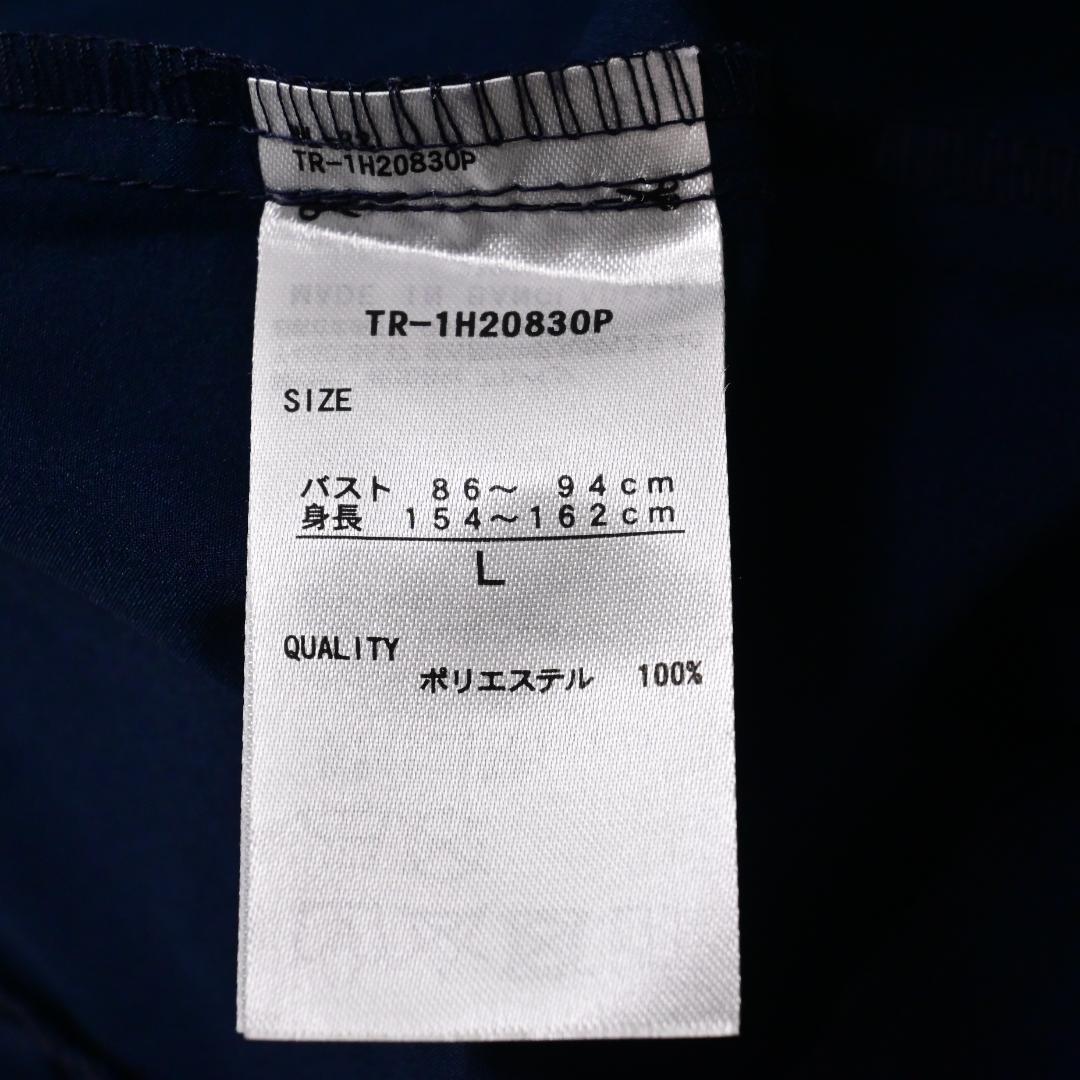 TR-1H20830P
TR-1H20830P
SIZE
バスト 86～ 94cm
身長 154～162cm
L
QUALITY
ポリエステル 100%